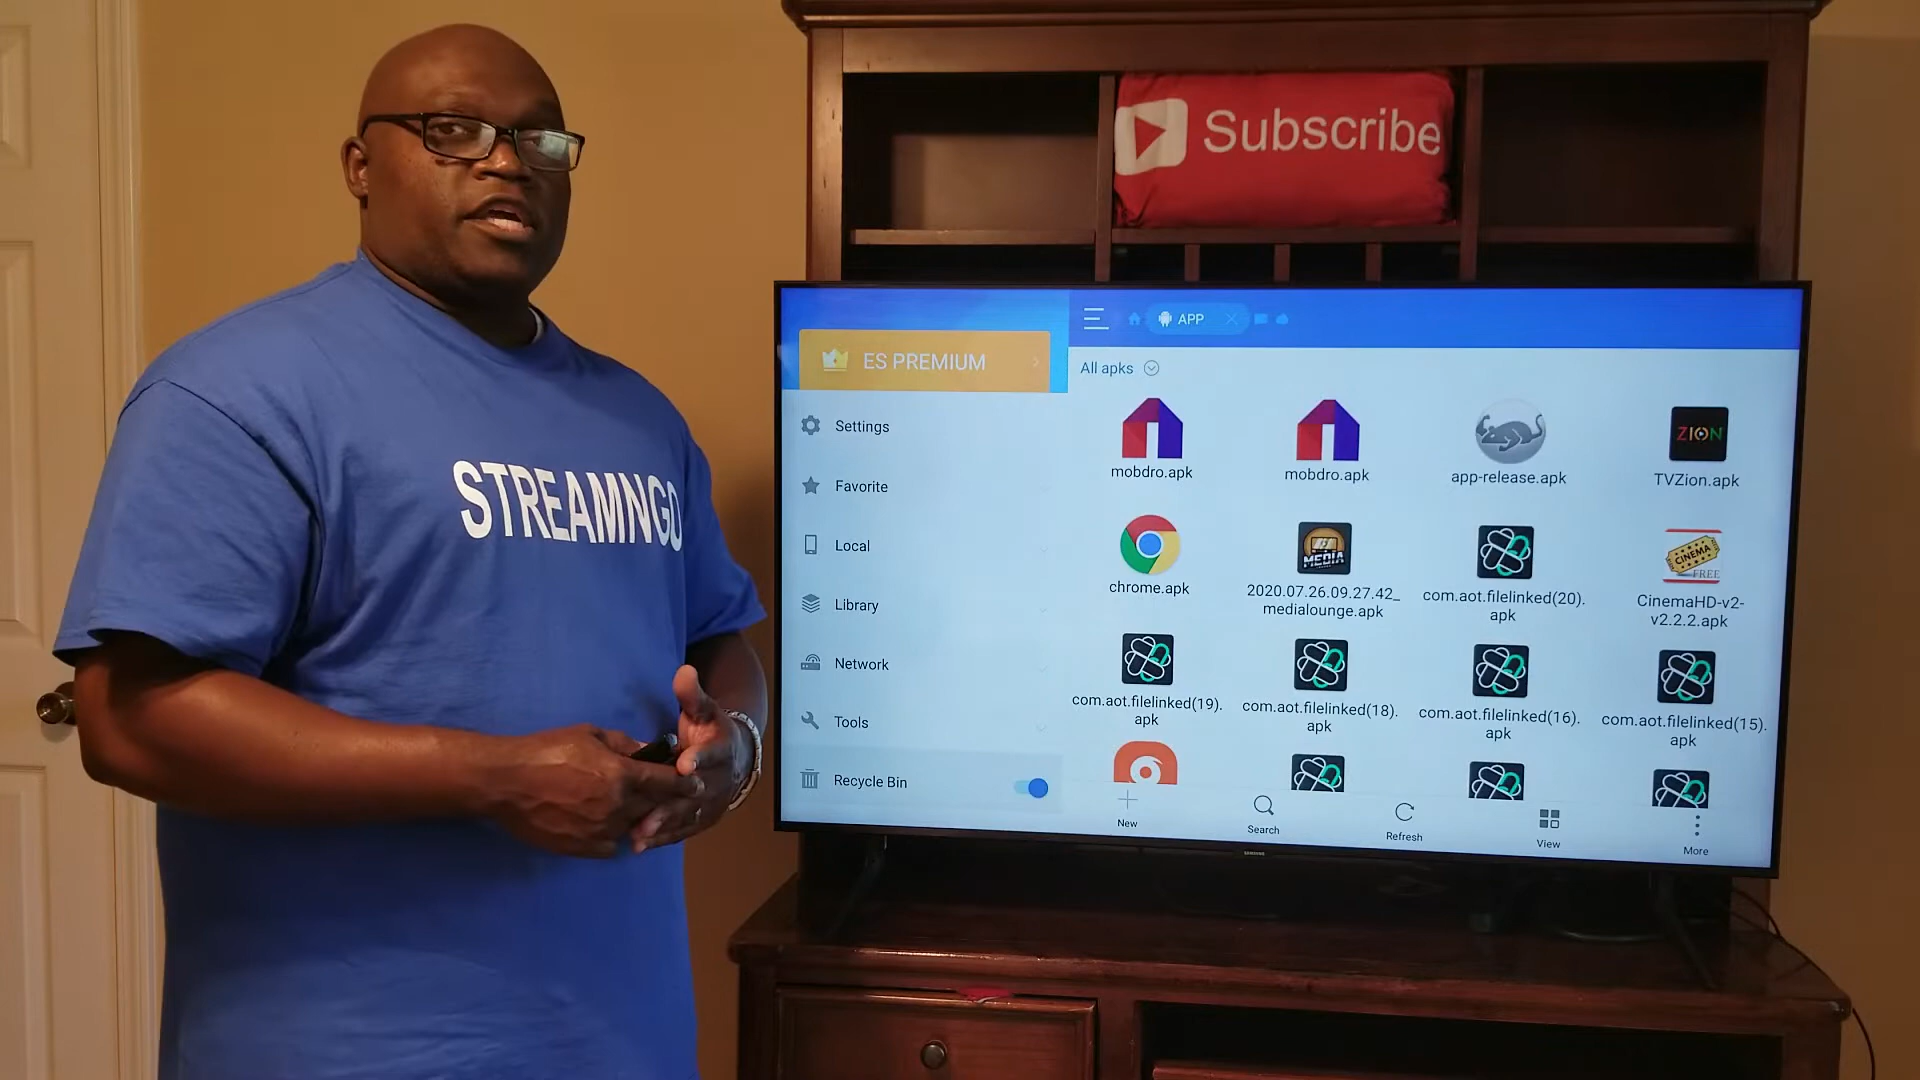 Subscribe
STREAMNGO
ES PREMIUM
APP
All apks
Settings
Favorite
Local
Library
Network
Tools
Recycle Bin
mobdro.apk
mobdro.apk
app-release.apk
TVZion.apk
ZION
chrome.apk
MEDIA
2020.07.26.09.27.42_
medialounge.apk
com.aot.filelinked(20).
apk
CINEMA
FREE
CinemaHD-v2-
v2.2.2.apk
com.aot.filelinked(19).
apk
com.aot.filelinked(18).
apk
com.aot.filelinked(16).
apk
com.aot.filelinked(15).
apk
New
Search
Refresh
View
More
SAMSUNG